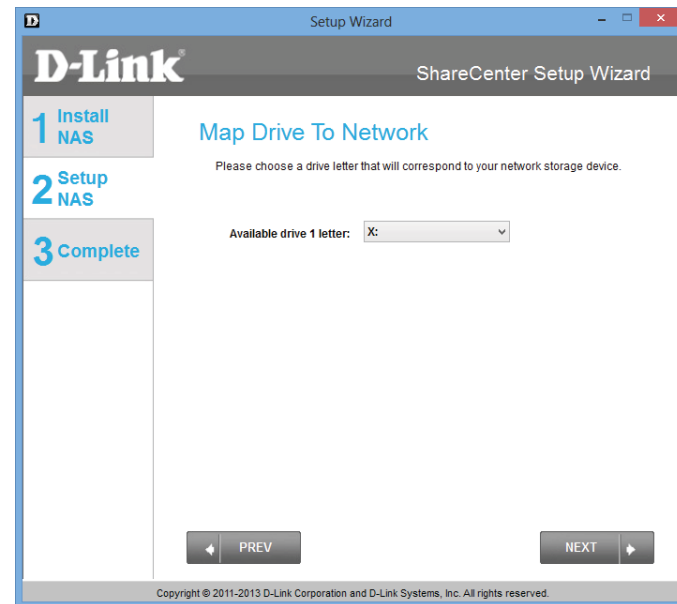 Setup Wizard
D-Link®
ShareCenter Setup Wizard
1 Install
NAS
2 Setup
NAS
3 Complete
Map Drive To Network
Please choose a drive letter that will correspond to your network storage device.
Available drive 1 letter: X:
PREV
NEXT
Copyright © 2011-2013 D-Link Corporation and D-Link Systems, Inc. All rights reserved.